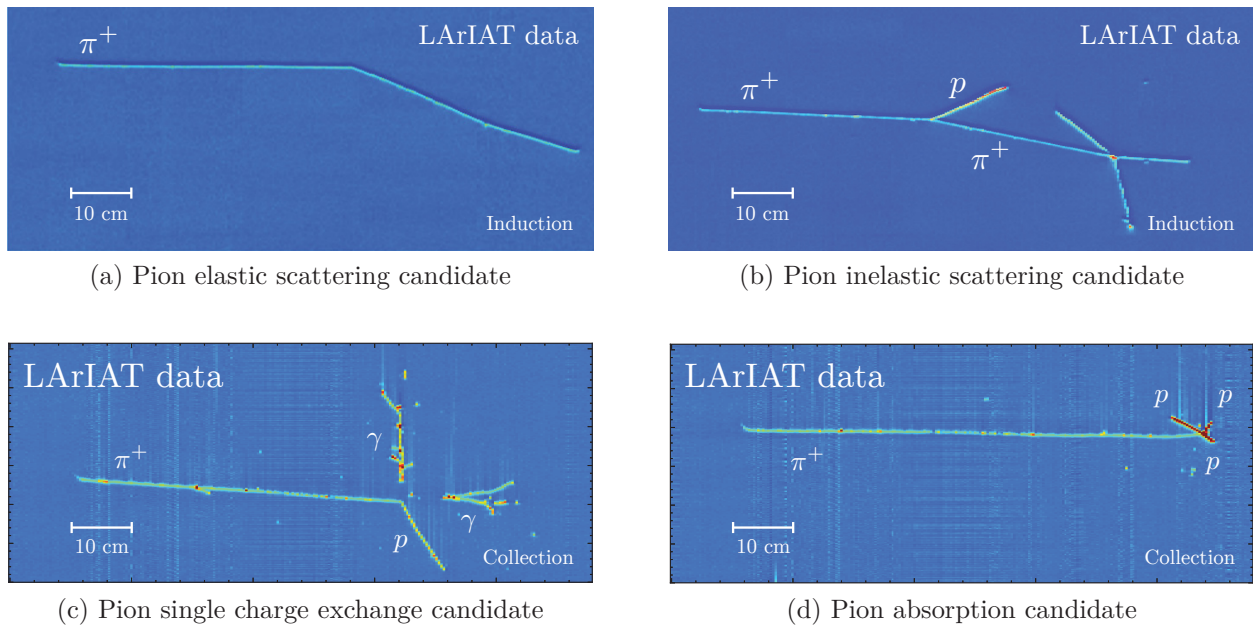 LArIAT data
π⁺
10 cm
Induction
(a) Pion elastic scattering candidate
LArIAT data
π⁺
p
π⁺
10 cm
Induction
(b) Pion inelastic scattering candidate
LArIAT data
γ
π⁺
γ
10 cm
p
Collection
(c) Pion single charge exchange candidate
LArIAT data
p
p
π⁺
p
10 cm
Collection
(d) Pion absorption candidate